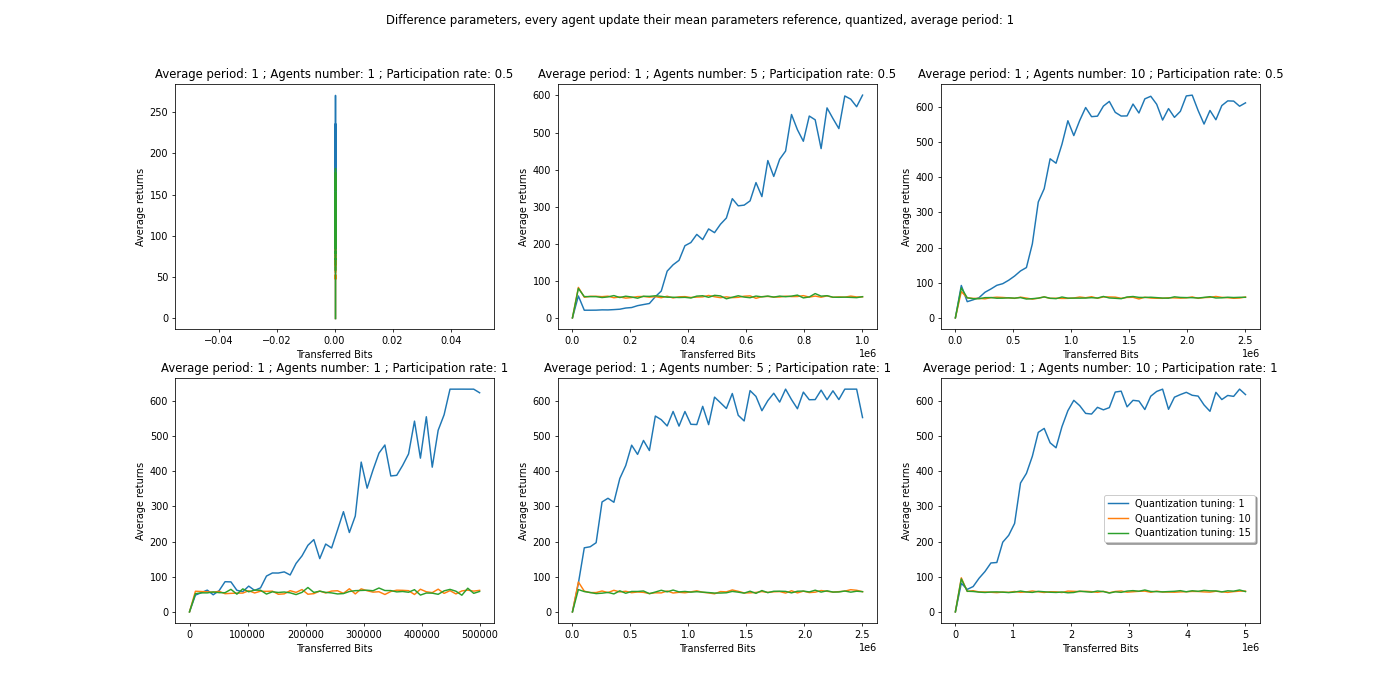 Difference parameters, every agent update their mean parameters reference, quantized, average period: 1
Average period: 1 ; Agents number: 1 ; Participation rate: 0.5
Average returns
250
200
150
100
50
0
−0.04
−0.02
0.00
0.02
0.04
Transferred Bits
Average period: 1 ; Agents number: 5 ; Participation rate: 0.5
Average returns
600
500
400
300
200
100
0
0.0
0.2
0.4
0.6
0.8
1.0
Transferred Bits
1e6
Average period: 1 ; Agents number: 10 ; Participation rate: 0.5
Average returns
600
500
400
300
200
100
0
0.0
0.5
1.0
1.5
2.0
2.5
Transferred Bits
1e6
Average period: 1 ; Agents number: 1 ; Participation rate: 1
Average returns
600
500
400
300
200
100
0
0
100000
200000
300000
400000
500000
Transferred Bits
Average period: 1 ; Agents number: 5 ; Participation rate: 1
Average returns
600
500
400
300
200
100
0
0.0
0.5
1.0
1.5
2.0
2.5
Transferred Bits
1e6
Average period: 1 ; Agents number: 10 ; Participation rate: 1
Average returns
600
500
400
300
200
100
0
Quantization tuning: 1
Quantization tuning: 10
Quantization tuning: 15
0
1
2
3
4
5
Transferred Bits
1e6